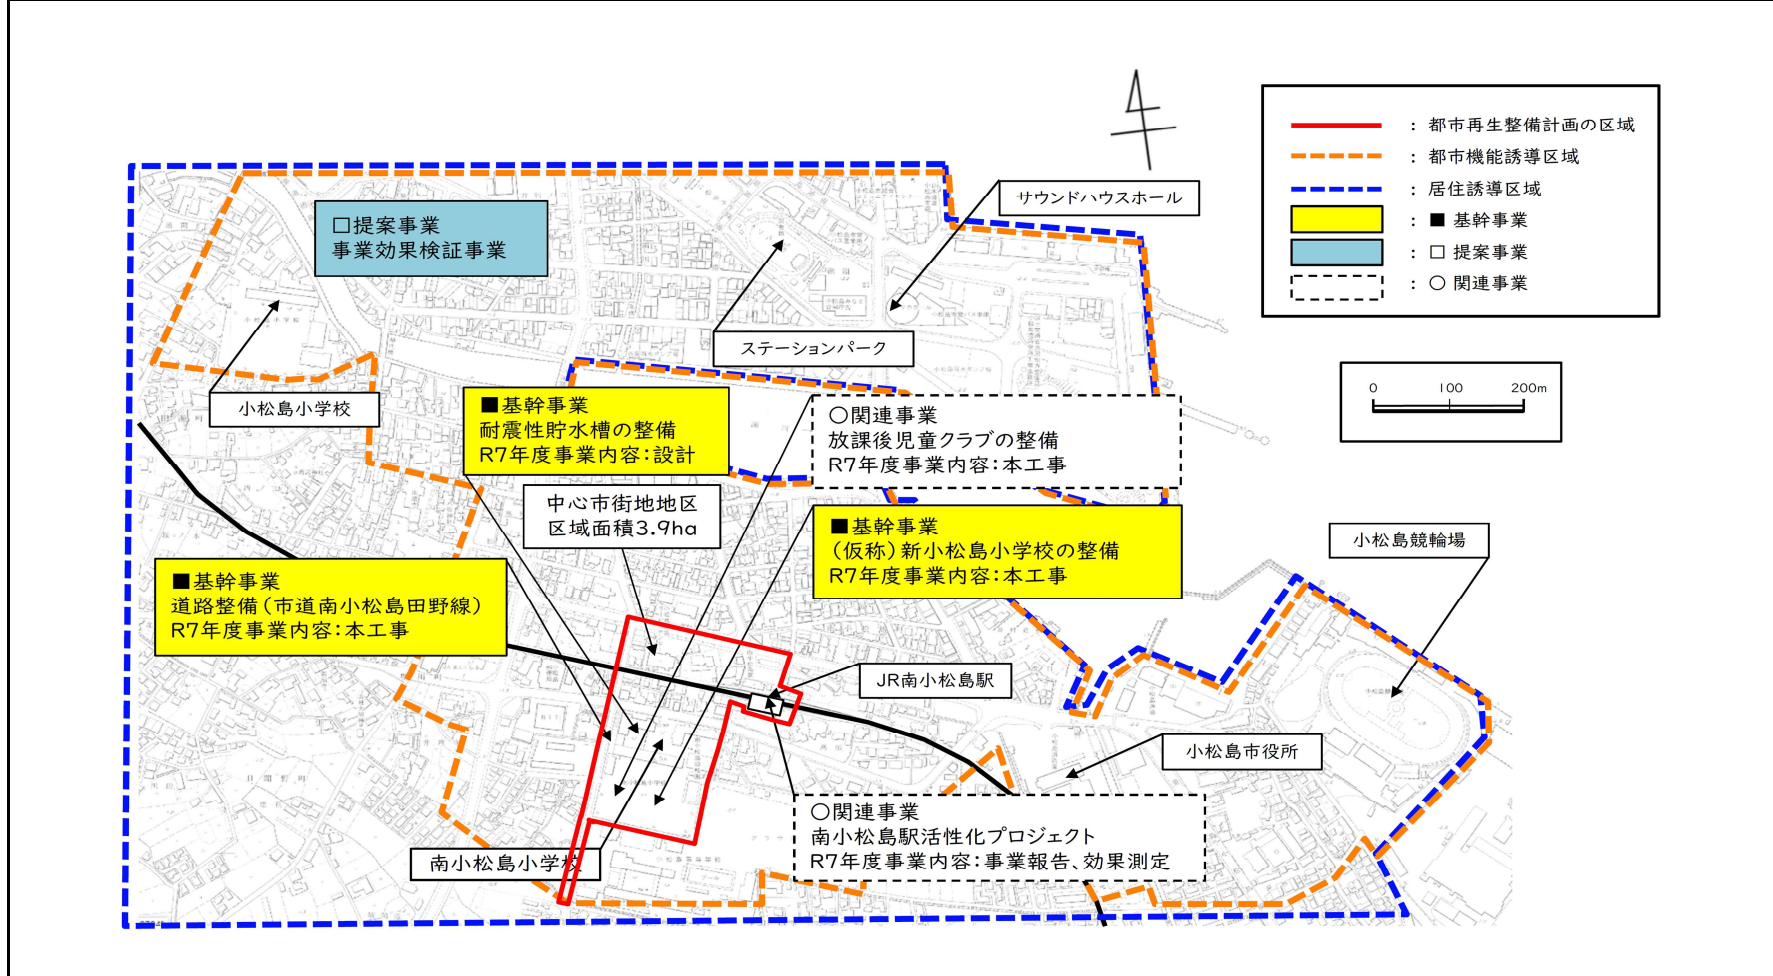 サウンドハウスホール
：都市再生整備計画の区域
：都市機能誘導区域
：居住誘導区域
：■ 基幹事業
：□ 提案事業
：○ 関連事業
□提案事業
事業効果検証事業
ステーションパーク
小松島小学校
0 100 200m
■基幹事業
耐震性貯水槽の整備
R7年度事業内容：設計
○関連事業
放課後児童クラブの整備
R7年度事業内容：本工事
中心市街地地区
区域面積3.9ha
■基幹事業
（仮称）新小松島小学校の整備
R7年度事業内容：本工事
小松島競輪場
■基幹事業
道路整備（市道南小松島田野線）
R7年度事業内容：本工事
JR南小松島駅
小松島市役所
○関連事業
南小松島駅活性化プロジェクト
R7年度事業内容：事業報告、効果測定
南小松島小学校